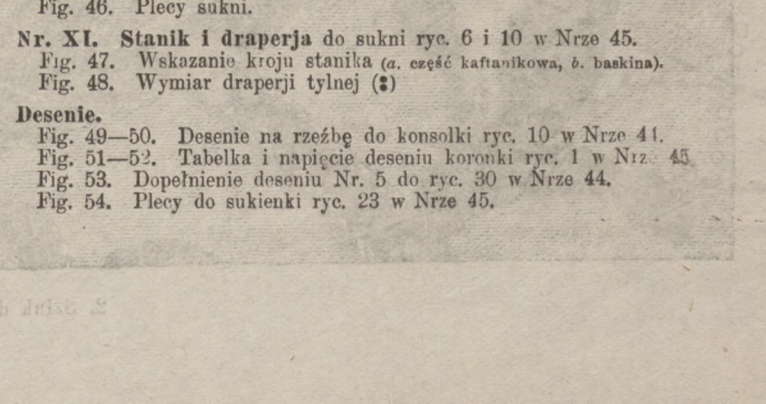 Fig. 46. Plecy sukni.
Nr. XI. Stanik i draperja do sukni ryc. 6 i 10 w Nrze 45.
Fig. 47. Wskazanie kroju stanika (a. część kaftanikowa, b. baskina).
Fig. 48. Wymiar draperji tylnej (:)
Desenie.
Fig. 49—50. Desenie na rzeźbę do konsolki ryc. 10 w Nrze 41.
Fig. 51—52. Tabelka i napięcie deseniu koronki ryc. 1 w Nrze 45
Fig. 53. Dopełnienie deseniu Nr. 5 do ryc. 30 w Nrze 44.
Fig. 54. Plecy do sukienki ryc. 23 w Nrze 45.